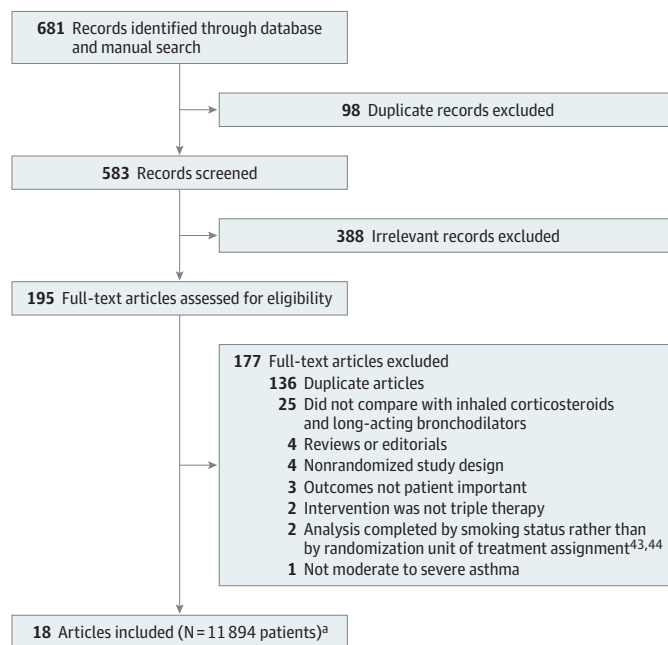 681 Records identified through database
and manual search
98 Duplicate records excluded
583 Records screened
388 Irrelevant records excluded
195 Full-text articles assessed for eligibility
177 Full-text articles excluded
136 Duplicate articles
25 Did not compare with inhaled corticosteroids
and long-acting bronchodilators
4 Reviews or editorials
4 Nonrandomized study design
3 Outcomes not patient important
2 Intervention was not triple therapy
2 Analysis completed by smoking status rather than
by randomization unit of treatment assignment43,44
1 Not moderate to severe asthma
18 Articles included (N = 11 894 patients)a